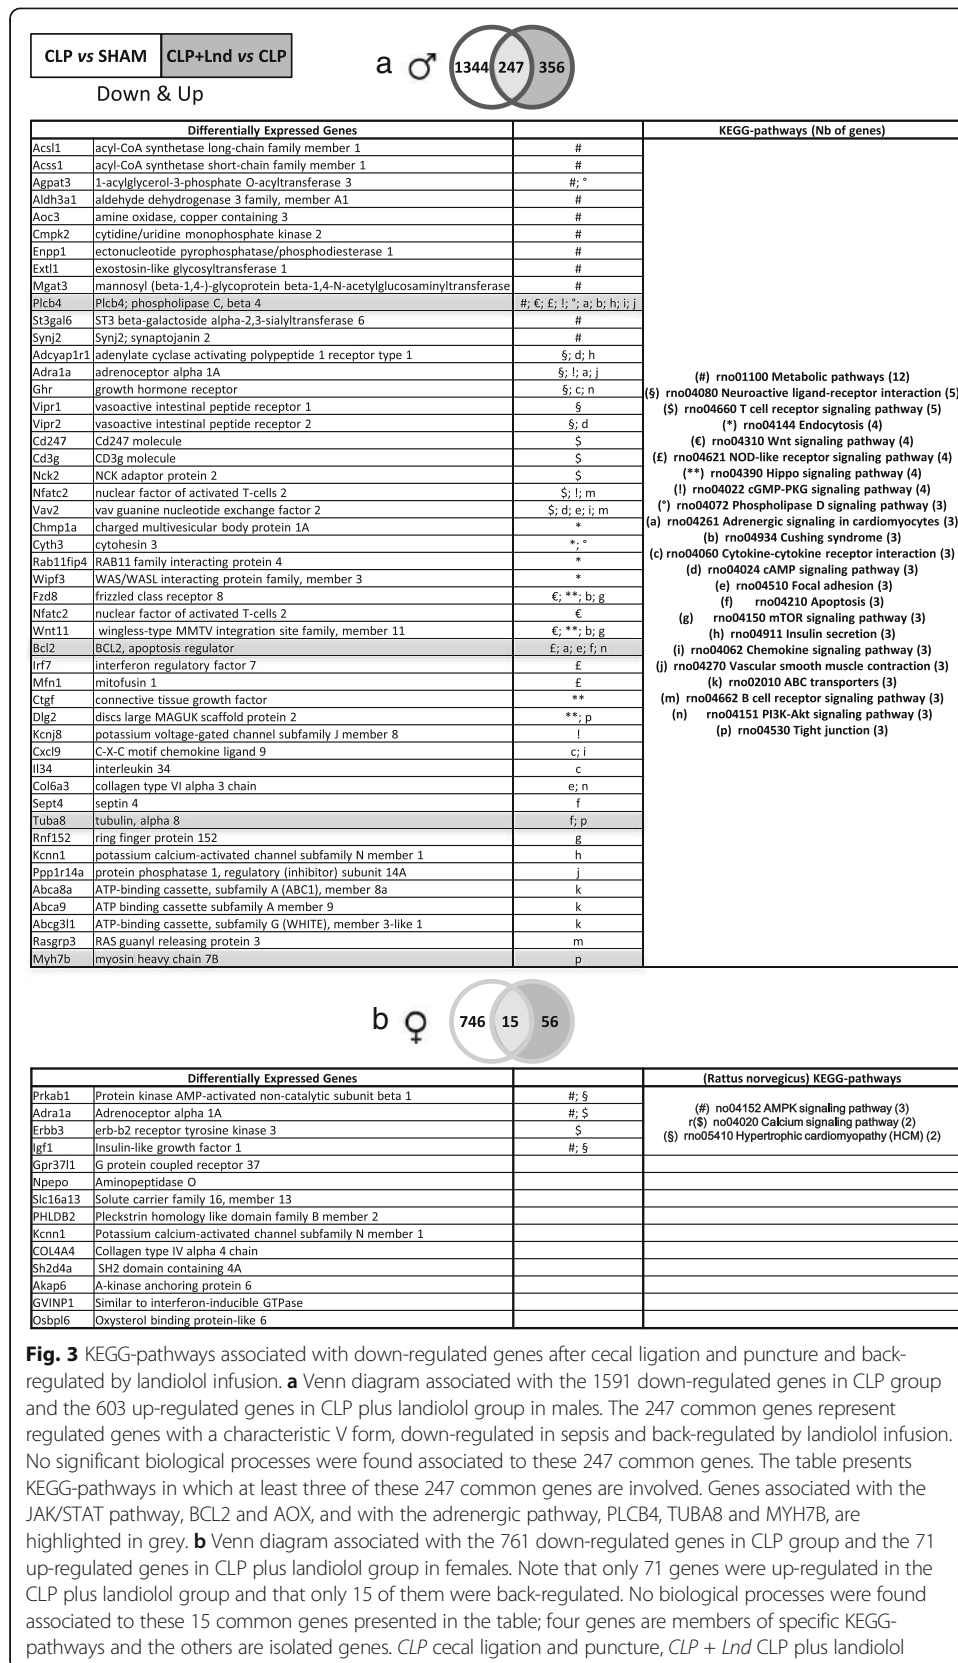 CLP vs SHAM CLP+Lnd vs CLP
Down & Up
a ♂ 1344 247 356
Differentially Expressed Genes KEGG-pathways (Nb of genes)
Acsl1 acyl-CoA synthetase long-chain family member 1 #
Acss1 acyl-CoA synthetase short-chain family member 1 #
Agpat3 1-acylglycerol-3-phosphate O-acyltransferase 3 #; °
Aldh3a1 aldehyde dehydrogenase 3 family, member A1 #
Aoc3 amine oxidase, copper containing 3 #
Cmpk2 cytidine/uridine monophosphate kinase 2 #
Enpp1 ectonucleotide pyrophosphatase/phosphodiesterase 1 #
Extl1 exostosin-like glycosyltransferase 1 #
Mgat3 mannosyl (beta-1,4-)-glycoprotein beta-1,4-N-acetylglucosaminyltransferase #
Plcb4 Plcb4; phospholipase C, beta 4 #; €; £; !; °; a; b; h; i; j
St3gal6 ST3 beta-galactoside alpha-2,3-sialyltransferase 6 #
Synj2 Synj2; synaptojanin 2 #
Adcyap1r1 adenylate cyclase activating polypeptide 1 receptor type 1 §; d; h
Adra1a adrenoceptor alpha 1A §; !; a; j
Ghr growth hormone receptor §; c; n
Vipr1 vasoactive intestinal peptide receptor 1 §
Vipr2 vasoactive intestinal peptide receptor 2 §; d
Cd247 Cd247 molecule $
Cd3g CD3g molecule $
Nck2 NCK adaptor protein 2 $
Nfatc2 nuclear factor of activated T-cells 2 $; !; m
Vav2 vav guanine nucleotide exchange factor 2 $; d; e; i; m
Chmp1a charged multivesicular body protein 1A *
Cyth3 cytohesin 3 *; °
Rab11fip4 RAB11 family interacting protein 4 *
Wipf3 WAS/WASL interacting protein family, member 3 *
Fzd8 frizzled class receptor 8 €; **; b; g
Nfatc2 nuclear factor of activated T-cells 2 €
Wnt11 wingless-type MMTV integration site family, member 11 €; **; b; g
Bcl2 BCL2, apoptosis regulator £; a; e; f; n
Irf7 interferon regulatory factor 7 £
Mfn1 mitofusin 1 £
Ctgf connective tissue growth factor **
Dlg2 discs large MAGUK scaffold protein 2 **; p
Kcnj8 potassium voltage-gated channel subfamily J member 8 !
Cxcl9 C-X-C motif chemokine ligand 9 c; i
Il34 interleukin 34 c
Col6a3 collagen type VI alpha 3 chain e; n
Sept4 septin 4 f
Tuba8 tubulin, alpha 8 f; p
Rnf152 ring finger protein 152 g
Kcnn1 potassium calcium-activated channel subfamily N member 1 h
Ppp1r14a protein phosphatase 1, regulatory (inhibitor) subunit 14A j
Abca8a ATP-binding cassette, subfamily A (ABC1), member 8a k
Abca9 ATP binding cassette subfamily A member 9 k
Abcg3l1 ATP-binding cassette, subfamily G (WHITE), member 3-like 1 k
Rasgrp3 RAS guanyl releasing protein 3 m
Myh7b myosin heavy chain 7B p
(#) rno01100 Metabolic pathways (12)
(§) rno04080 Neuroactive ligand-receptor interaction (5)
($) rno04660 T cell receptor signaling pathway (5)
(*) rno04144 Endocytosis (4)
(€) rno04310 Wnt signaling pathway (4)
(£) rno04621 NOD-like receptor signaling pathway (4)
(**) rno04390 Hippo signaling pathway (4)
(!) rno04022 cGMP-PKG signaling pathway (4)
(°) rno04072 Phospholipase D signaling pathway (3)
(a) rno04261 Adrenergic signaling in cardiomyocytes (3)
(b) rno04934 Cushing syndrome (3)
(c) rno04060 Cytokine-cytokine receptor interaction (3)
(d) rno04024 cAMP signaling pathway (3)
(e) rno04510 Focal adhesion (3)
(f) rno04210 Apoptosis (3)
(g) rno04150 mTOR signaling pathway (3)
(h) rno04911 Insulin secretion (3)
(i) rno04062 Chemokine signaling pathway (3)
(j) rno04270 Vascular smooth muscle contraction (3)
(k) rno02010 ABC transporters (3)
(m) rno04662 B cell receptor signaling pathway (3)
(n) rno04151 PI3K-Akt signaling pathway (3)
(p) rno04530 Tight junction (3)
b ♀ 746 15 56
Differentially Expressed Genes (Rattus norvegicus) KEGG-pathways
Prkab1 Protein kinase AMP-activated non-catalytic subunit beta 1 #; §
Adra1a Adrenoceptor alpha 1A #; $
Erbb3 erb-b2 receptor tyrosine kinase 3 $
Igf1 Insulin-like growth factor 1 #; §
Gpr37l1 G protein coupled receptor 37
Npepo Aminopeptidase O
Slc16a13 Solute carrier family 16, member 13
PHLDB2 Pleckstrin homology like domain family B member 2
Kcnn1 Potassium calcium-activated channel subfamily N member 1
COL4A4 Collagen type IV alpha 4 chain
Sh2d4a SH2 domain containing 4A
Akap6 A-kinase anchoring protein 6
GVINP1 Similar to interferon-inducible GTPase
Osbpl6 Oxysterol binding protein-like 6
(#) no04152 AMPK signaling pathway (3)
r($) no04020 Calcium signaling pathway (2)
(§) rno05410 Hypertrophic cardiomyopathy (HCM) (2)
Fig. 3 KEGG-pathways associated with down-regulated genes after cecal ligation and puncture and back-
regulated by landiolol infusion. a Venn diagram associated with the 1591 down-regulated genes in CLP group
and the 603 up-regulated genes in CLP plus landiolol group in males. The 247 common genes represent
regulated genes with a characteristic V form, down-regulated in sepsis and back-regulated by landiolol infusion.
No significant biological processes were found associated to these 247 common genes. The table presents
KEGG-pathways in which at least three of these 247 common genes are involved. Genes associated with the
JAK/STAT pathway, BCL2 and AOX, and with the adrenergic pathway, PLCB4, TUBA8 and MYH7B, are
highlighted in grey. b Venn diagram associated with the 761 down-regulated genes in CLP group and the 71
up-regulated genes in CLP plus landiolol group in females. Note that only 71 genes were up-regulated in the
CLP plus landiolol group and that only 15 of them were back-regulated. No biological processes were found
associated to these 15 common genes presented in the table; four genes are members of specific KEGG-
pathways and the others are isolated genes. CLP cecal ligation and puncture, CLP + Lnd CLP plus landiolol